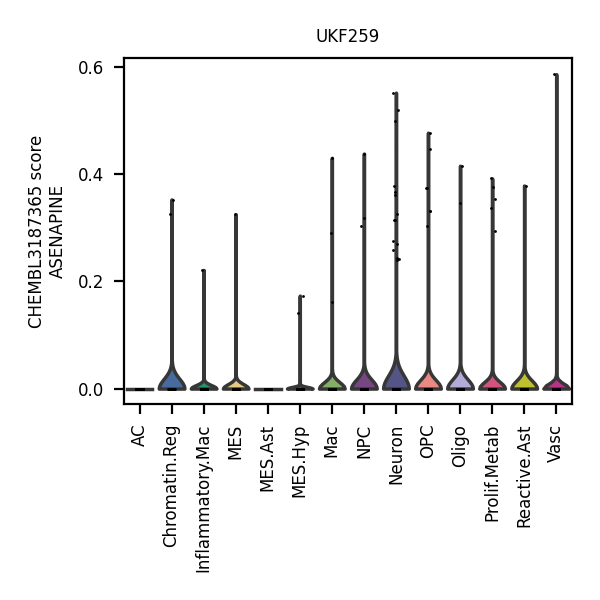 UKF259
CHEMBL3187365 score
ASENAPINE
0.6
0.4
0.2
0.0
AC
Chromatin.Reg
Inflammatory.Mac
MES
MES.Ast
MES.Hyp
Mac
NPC
Neuron
OPC
Oligo
Prolif.Metab
Reactive.Ast
Vasc